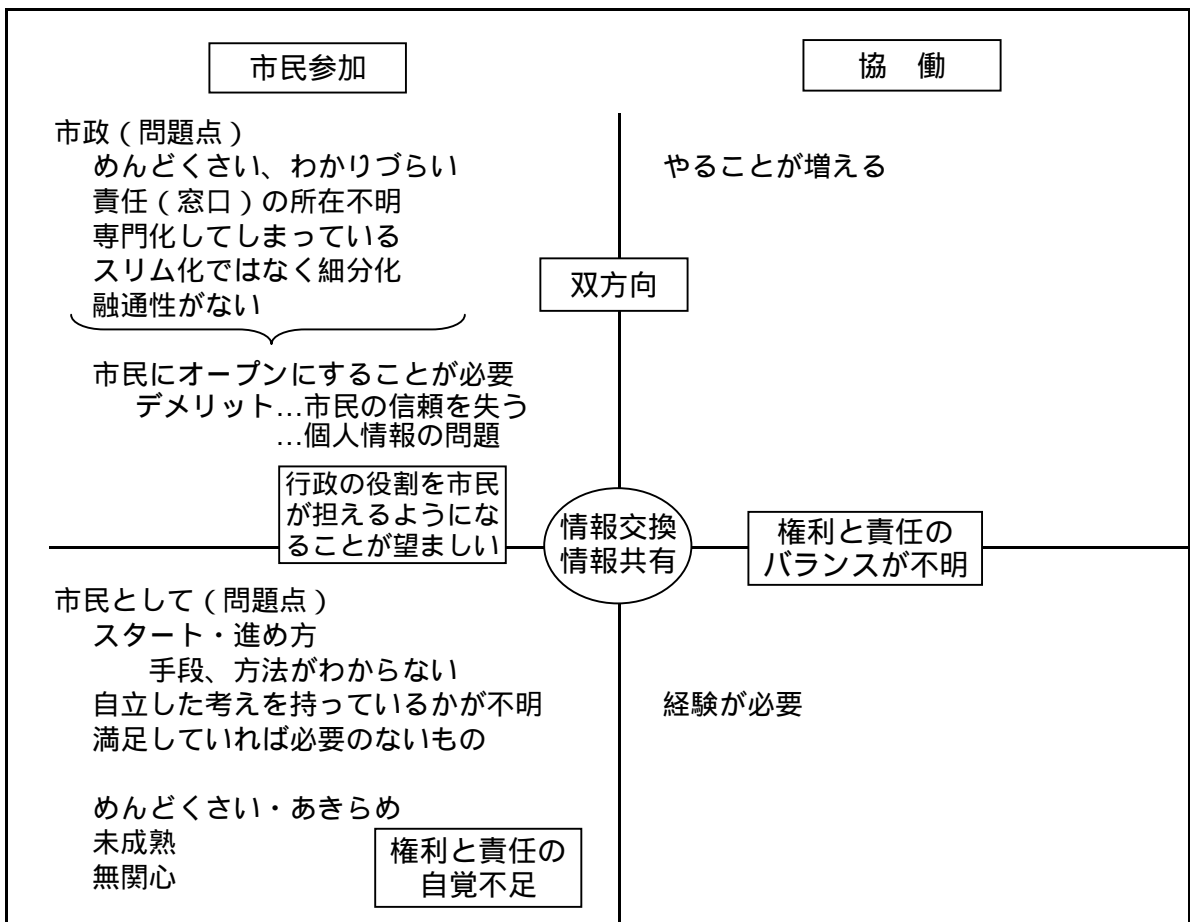 市民参加
協　働
市政（問題点）
めんどくさい、わかりづらい
責任（窓口）の所在不明
専門化してしまっている
スリム化ではなく細分化
融通性がない
やることが増える
双方向
市民にオープンにすることが必要
デメリット…市民の信頼を失う
…個人情報の問題
行政の役割を市民
が担えるようにな
ることが望ましい
情報交換
情報共有
権利と責任の
バランスが不明
市民として（問題点）
スタート・進め方
手段、方法がわからない
自立した考えを持っているかが不明
満足していれば必要のないもの
経験が必要
めんどくさい・あきらめ
未成熟
無関心
権利と責任の
自覚不足